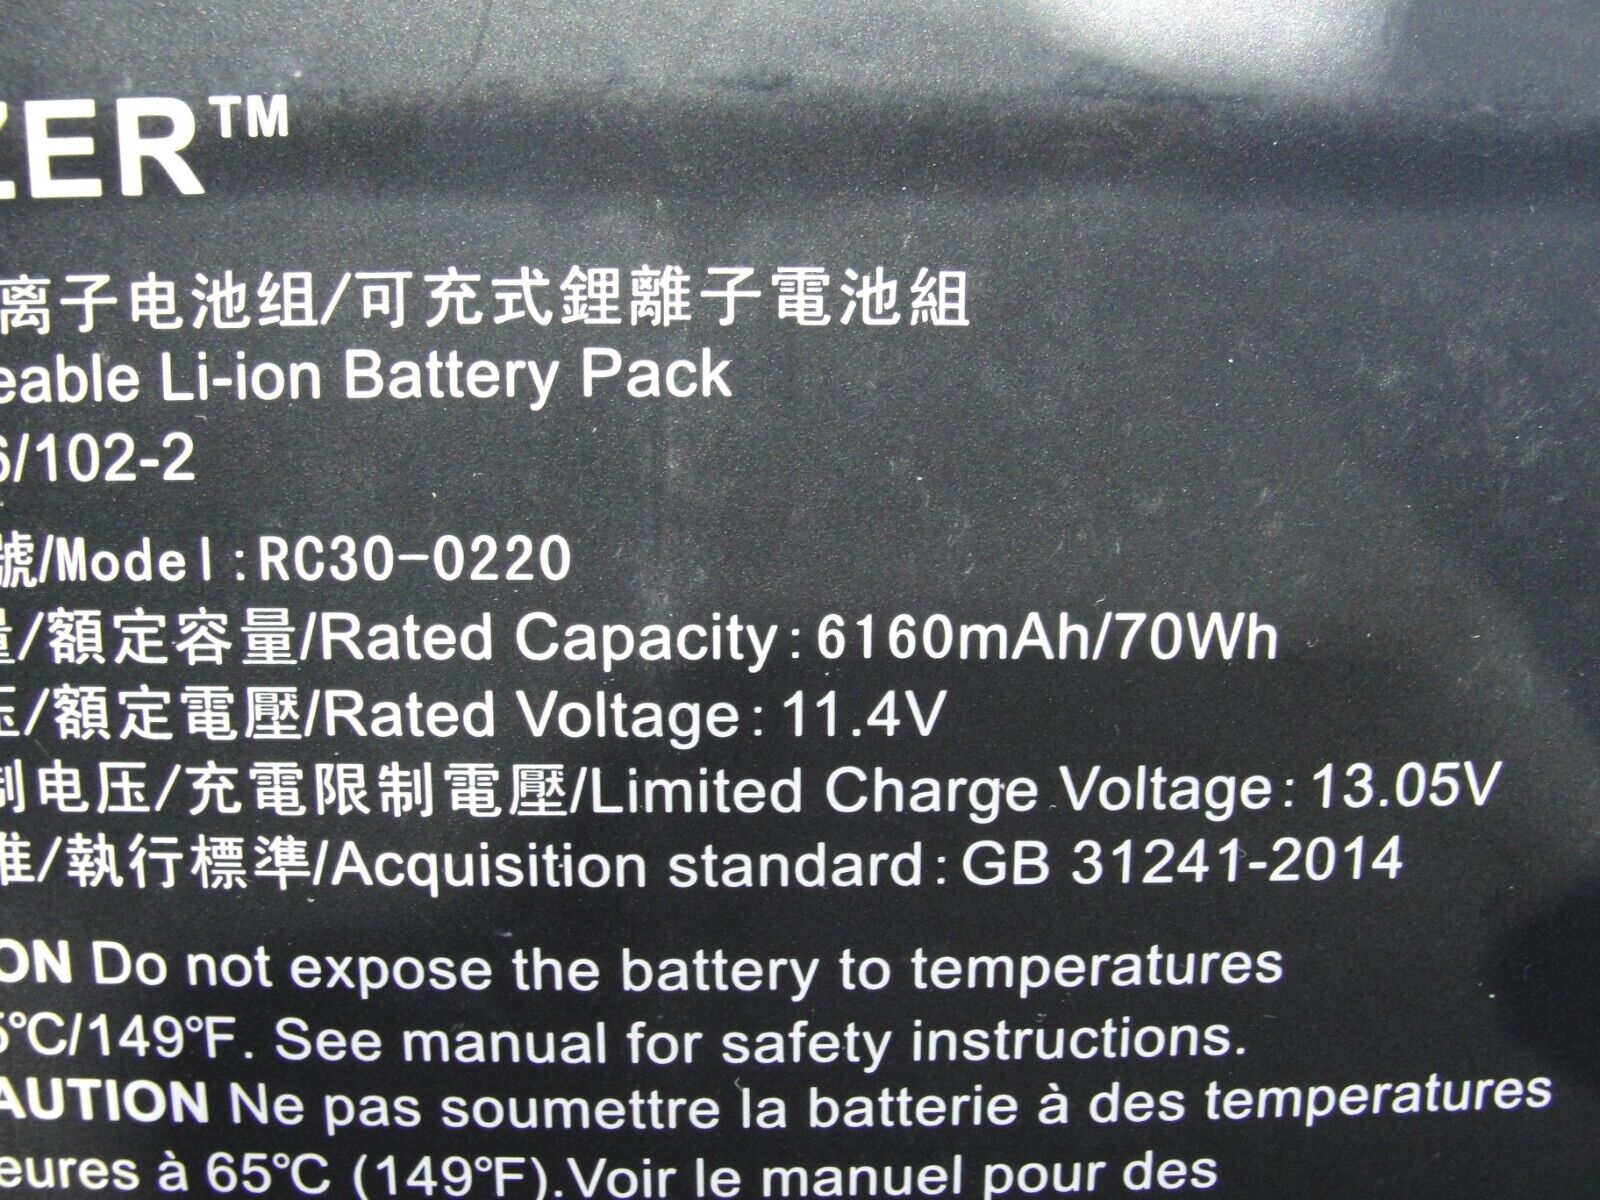 ZER™
离子电池组/可充式鋰離子電池組
eable Li-ion Battery Pack
6/102-2
號/Model:RC30-0220
量/額定容量/Rated Capacity:6160mAh/70Wh
压/額定電壓/Rated Voltage:11.4V
制电压/充電限制電壓/Limited Charge Voltage:13.05V
准/執行標準/Acquisition standard:GB 31241-2014
ON Do not expose the battery to temperatures
5℃/149℉. See manual for safety instructions.
AUTION Ne pas soumettre la batterie à des temperatures
eures à 65℃ (149℉).Voir le manuel pour des